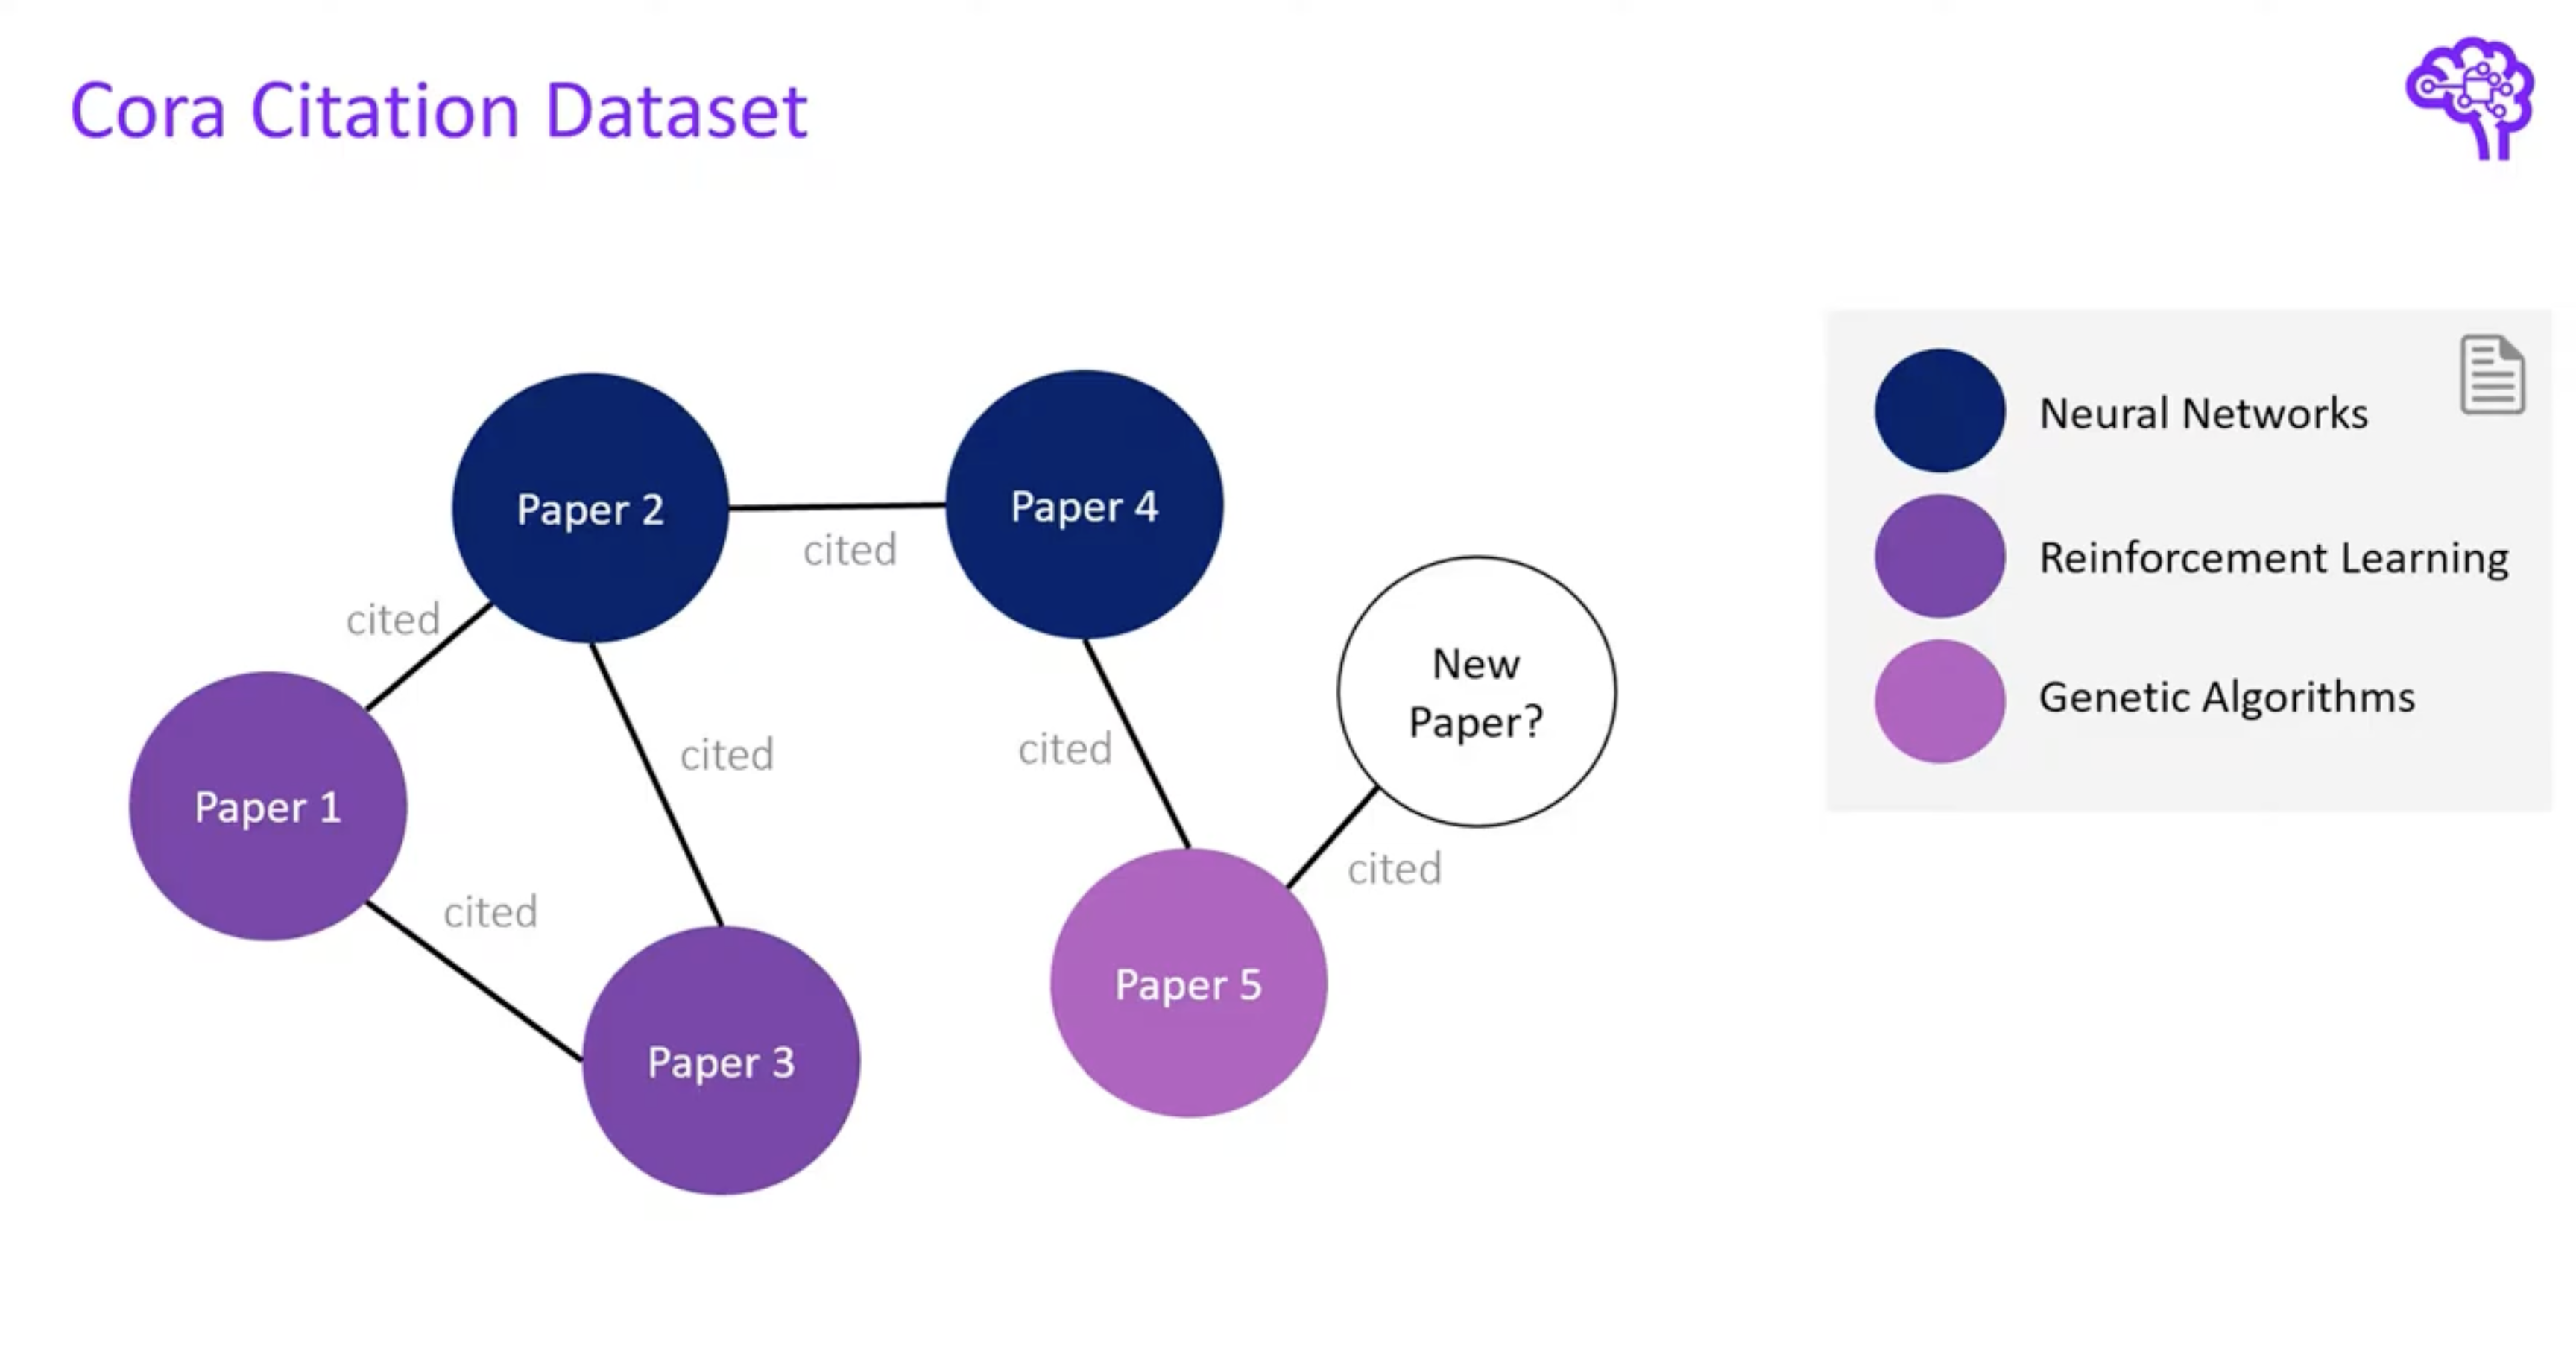 Cora Citation Dataset
Neural Networks
Reinforcement Learning
Genetic Algorithms
Paper 2
Paper 4
cited
cited
New
Paper?
cited
cited
Paper 1
cited
cited
Paper 5
Paper 3